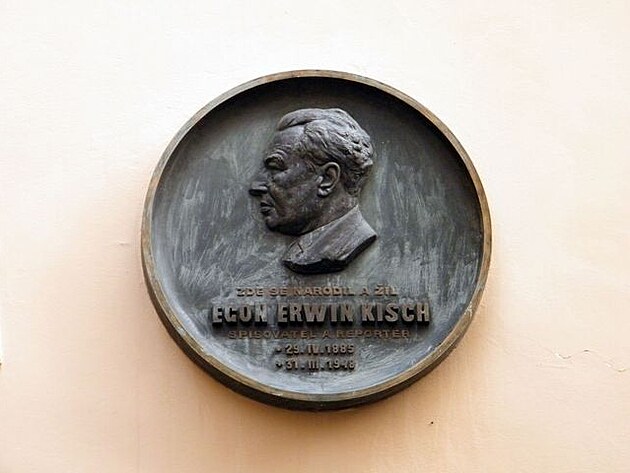 ZDE SE NARODIL A ŽIL
EGON ERWIN KISCH
SPISOVATEL A REPORTÉR
* 29. IV. 1885
+ 31. III. 1948